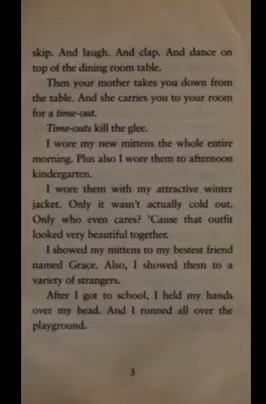 skip. And laugh. And clap. And dance on
top of the dining room table.
Then your mother takes you down from
the table. And she carries you to your room
for a time-out.
Time-outs kill the glee.
I wore my new mittens the whole entire
morning. Plus also I wore them to afternoon
kindergarten.
I wore them with my attractive winter
jacket. Only it wasn't actually cold out.
Only who even cares? 'Cause that outfit
looked very beautiful together.
I showed my mittens to my bestest friend
named Grace. Also, I showed them to a
variety of strangers.
After I got to school, I held my hands
over my head. And I runned all over the
playground.
3